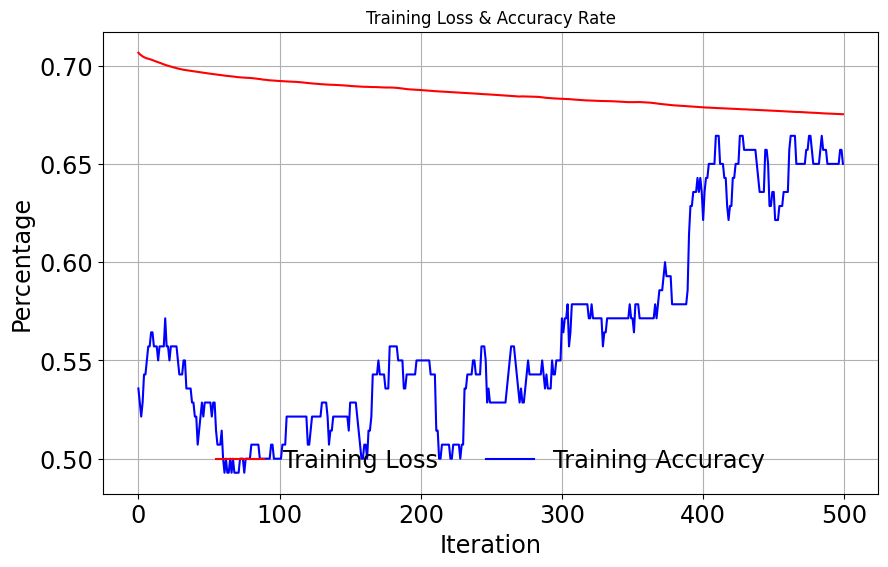 Training Loss & Accuracy Rate
Percentage
0.70
0.65
0.60
0.55
0.50
Training Loss Training Accuracy
0 100 200 300 400 500
Iteration